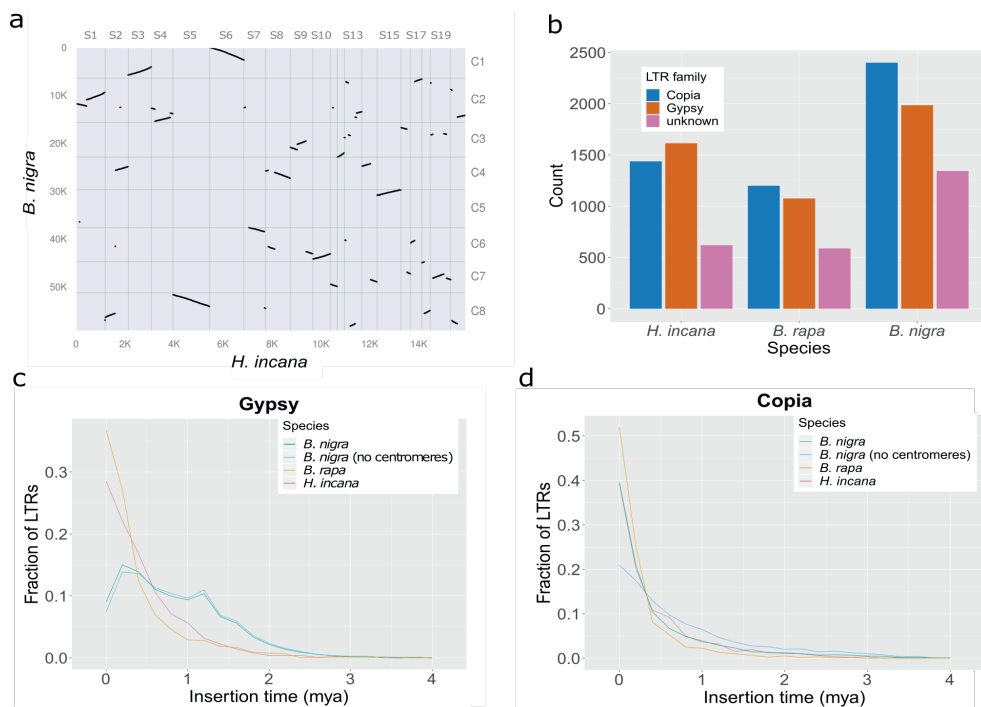 a
S1 S2 S3 S4 S5 S6 S7 S8 S9 S10 S13 S15 S17 S19
0
10K
20K
30K
40K
50K
B. nigra
C1
C2
C3
C4
C5
C6
C7
C8
0 2K 4K 6K 8K 10K 12K 14K
H. incana
b
2500
2000
1500
1000
500
0
Count
LTR family
Copia
Gypsy
unknown
H. incana B. rapa B. nigra
Species
c
Gypsy
Species
B. nigra
B. nigra (no centromeres)
B. rapa
H. incana
0.3
0.2
0.1
0.0
Fraction of LTRs
0 1 2 3 4
Insertion time (mya)
d
Copia
Species
B. nigra
B. nigra (no centromeres)
B. rapa
H. incana
0.5
0.4
0.3
0.2
0.1
0.0
Fraction of LTRs
0 1 2 3 4
Insertion time (mya)